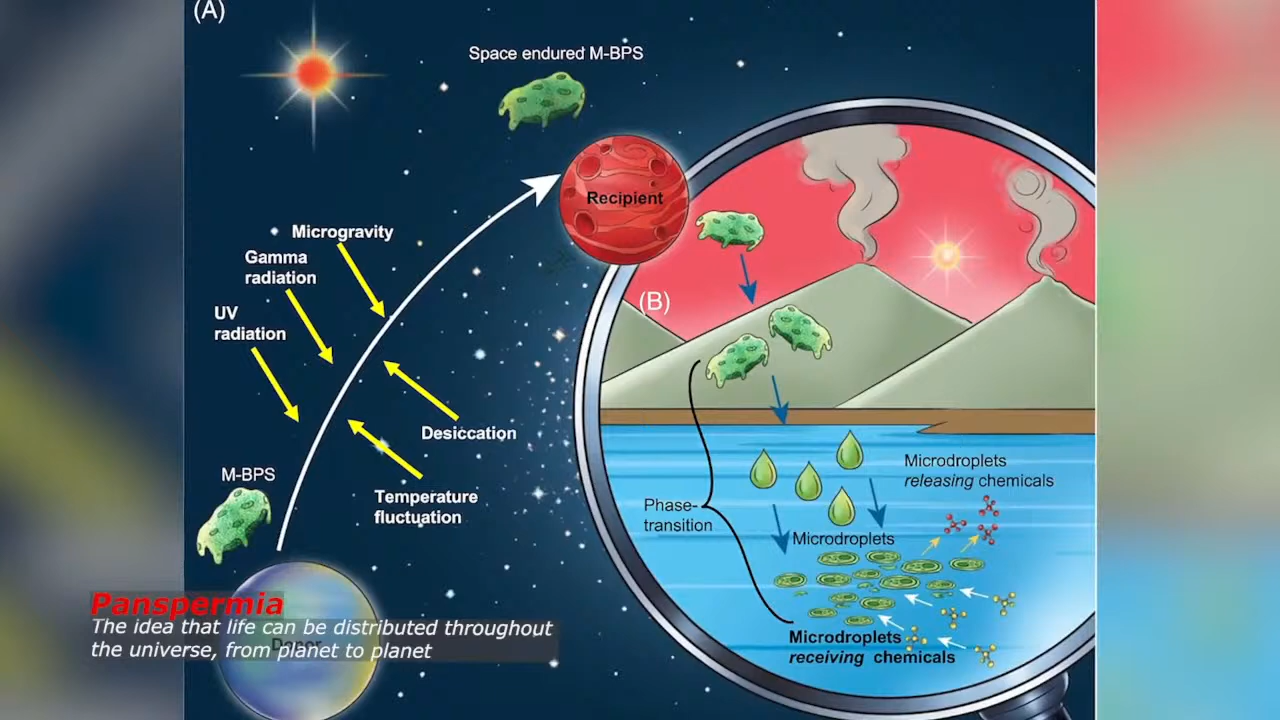 (A)
Space endured M-BPS
Recipient
Microgravity
Gamma
radiation
UV
radiation
Desiccation
Temperature
fluctuation
M-BPS
Donor
(B)
Phase-
transition
Microdroplets
releasing chemicals
Microdroplets
Microdroplets
receiving chemicals
Panspermia
The idea that life can be distributed throughout
the universe, from planet to planet